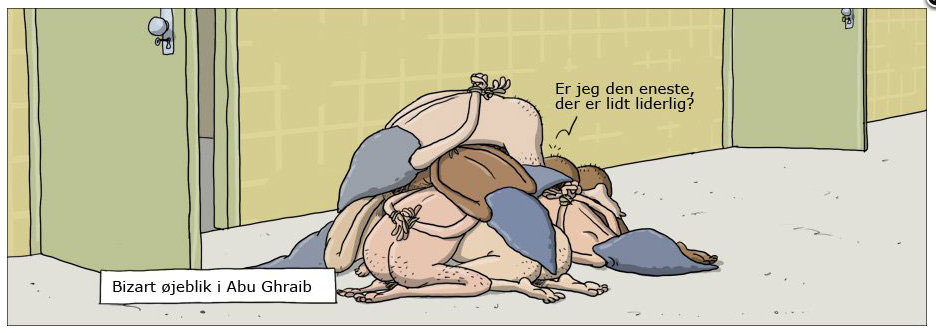 Er jeg den eneste,
der er lidt liderlig?
Bizart øjeblik i Abu Ghraib